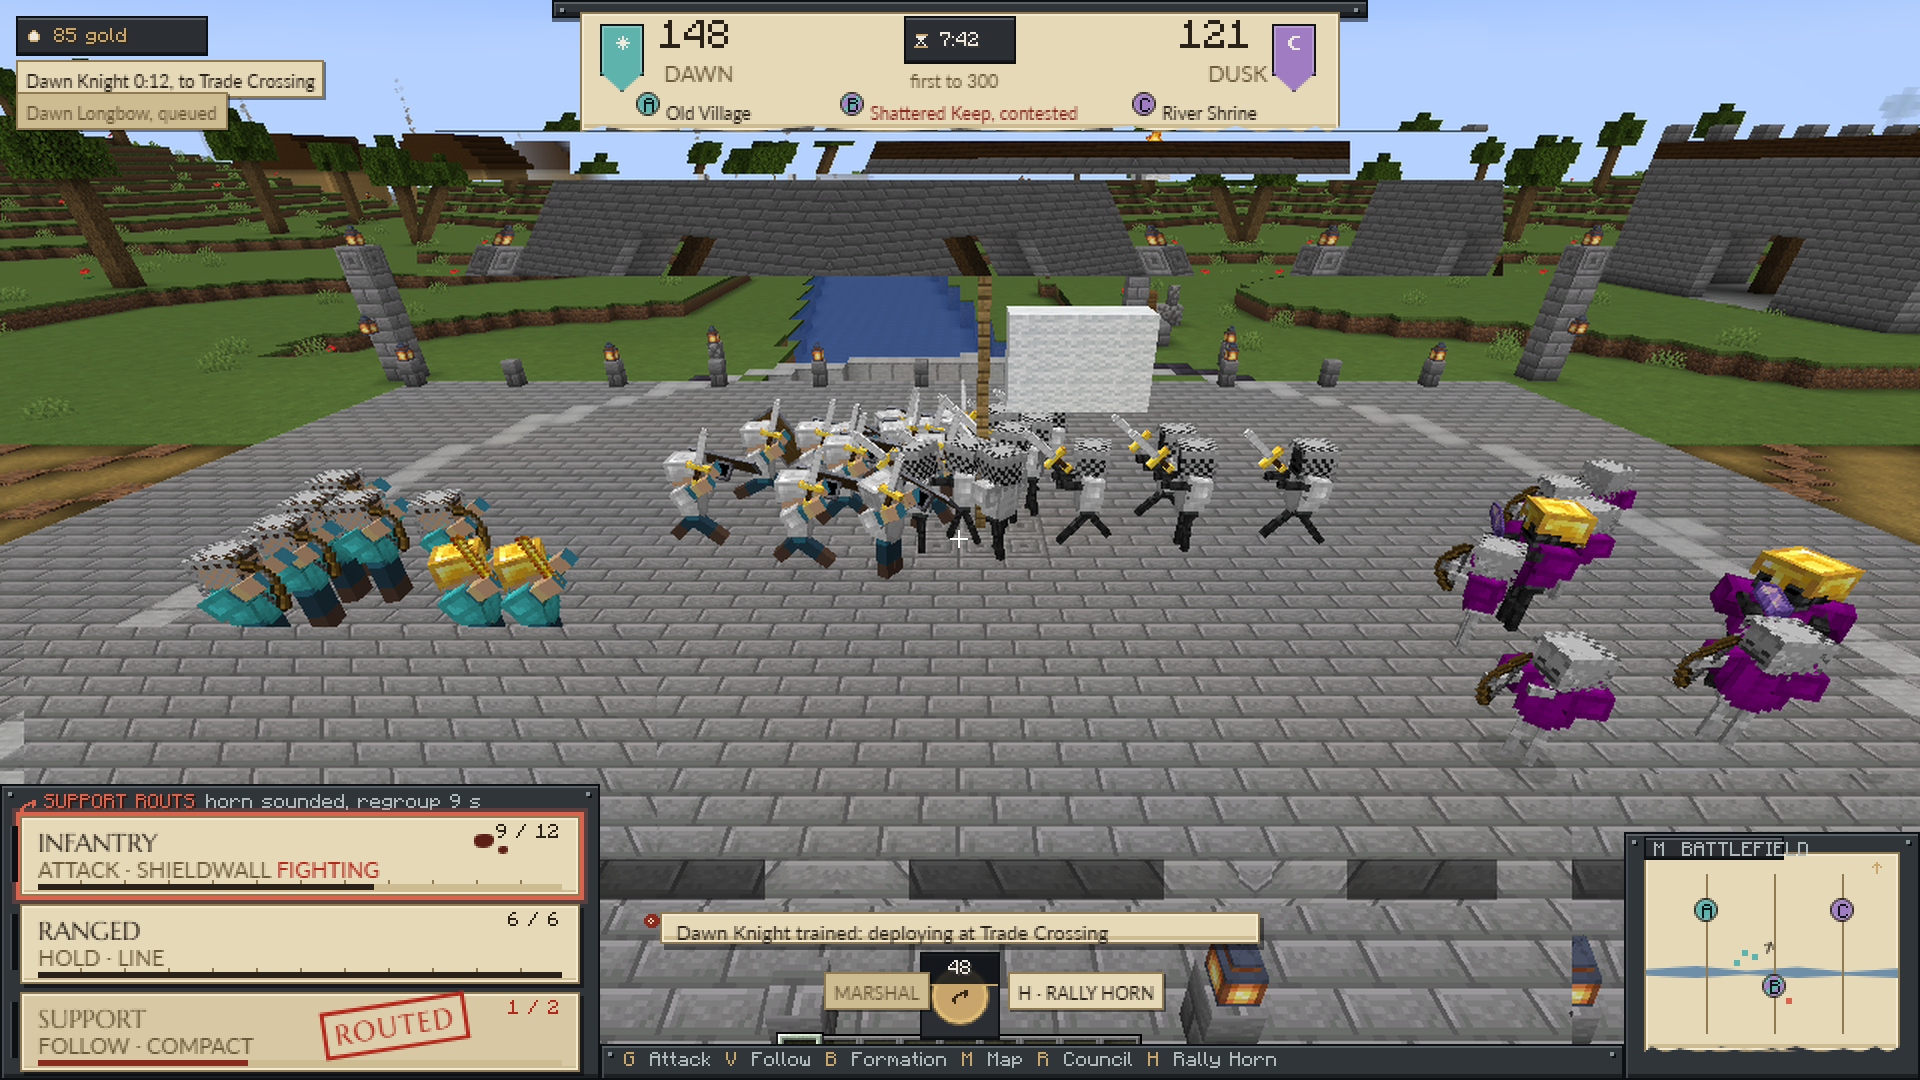 85 gold
Dawn Knight 0:12, to Trade Crossing
Dawn Longbow, queued
148
DAWN
7:42
first to 300
121
DUSK
C
A Old Village
B Shattered Keep, contested
C River Shrine
SUPPORT ROUTS horn sounded, regroup 9 s
INFANTRY
9 / 12
ATTACK · SHIELDWALL FIGHTING
RANGED
6 / 6
HOLD · LINE
SUPPORT
1 / 2
FOLLOW · COMPACT
ROUTED
Dawn Knight trained: deploying at Trade Crossing
48
MARSHAL
H · RALLY HORN
G Attack V Follow B Formation M Map R Council H Rally Horn
M BATTLEFIELD
A
C
B